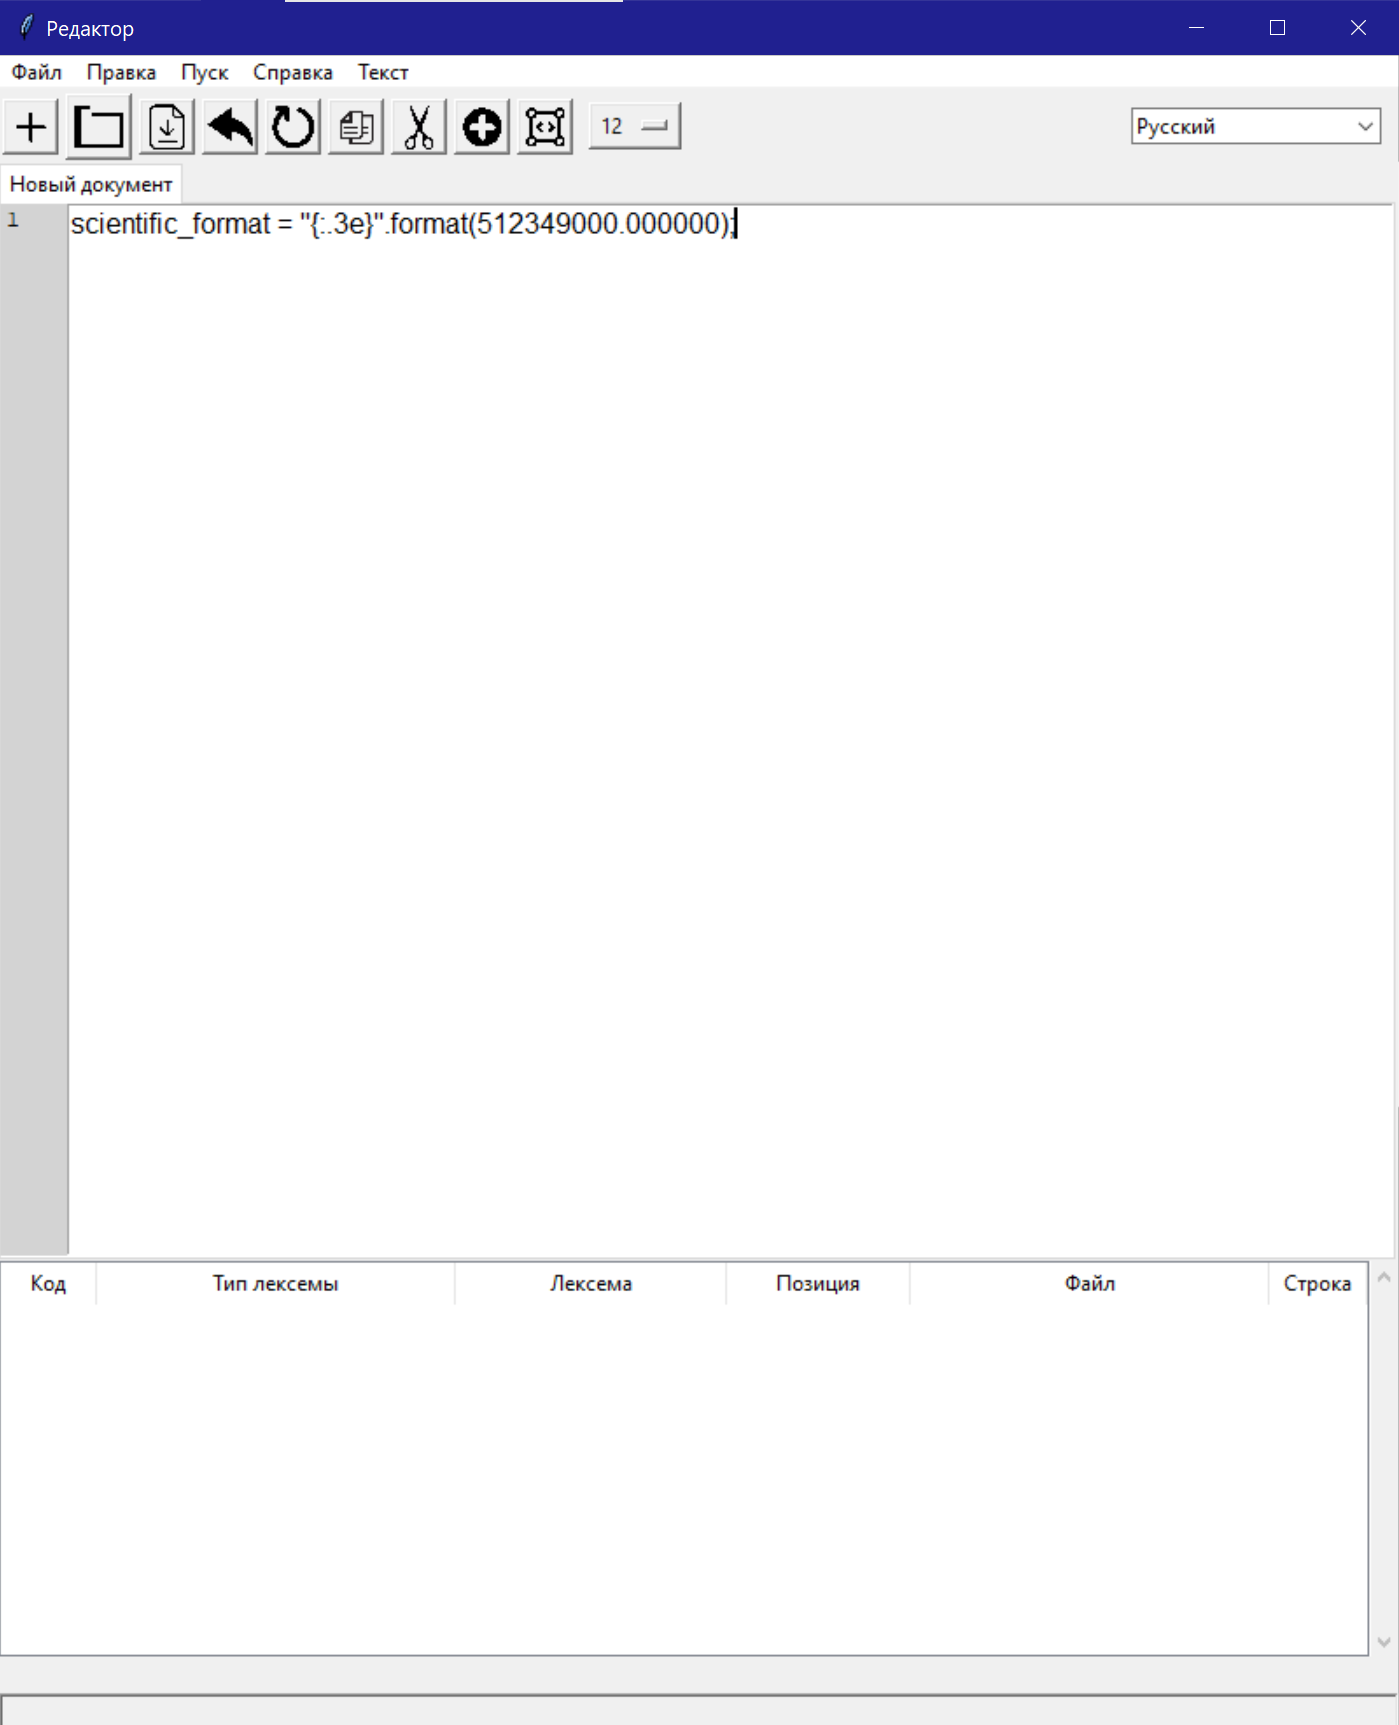 Редактор
Файл Правка Пуск Справка Текст
12 Русский
Новый документ
1 scientific_format = "{:.3e}".format(512349000.000000);
Код Тип лексемы Лексема Позиция Файл Строка